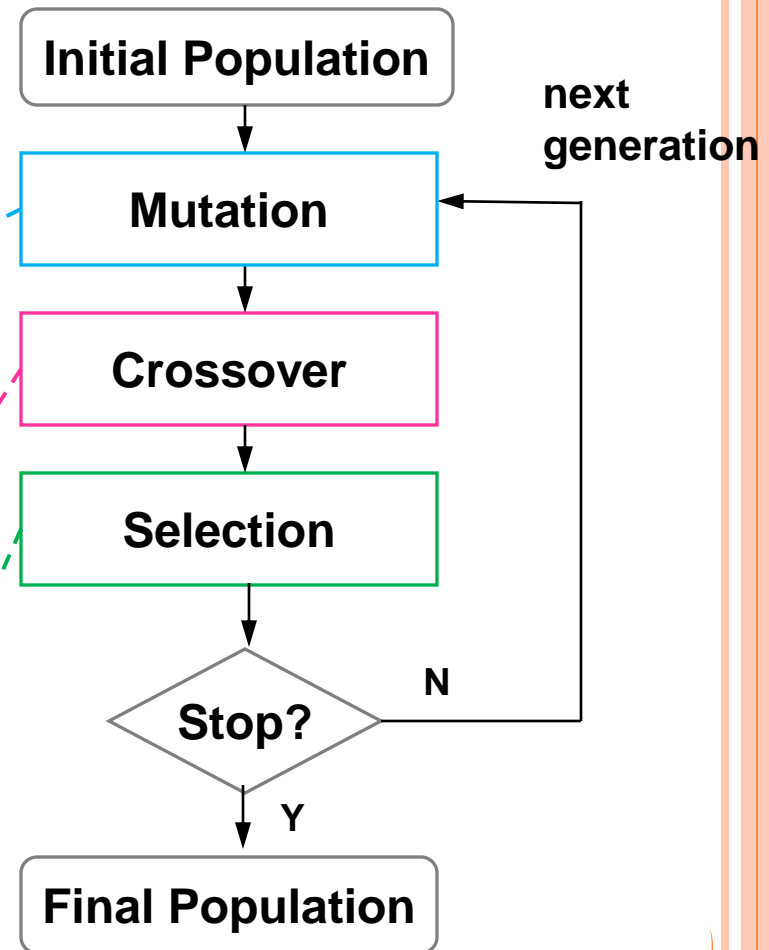 Initial Population
next
generation
Mutation
Crossover
Selection
N
Stop?
Y
Final Population